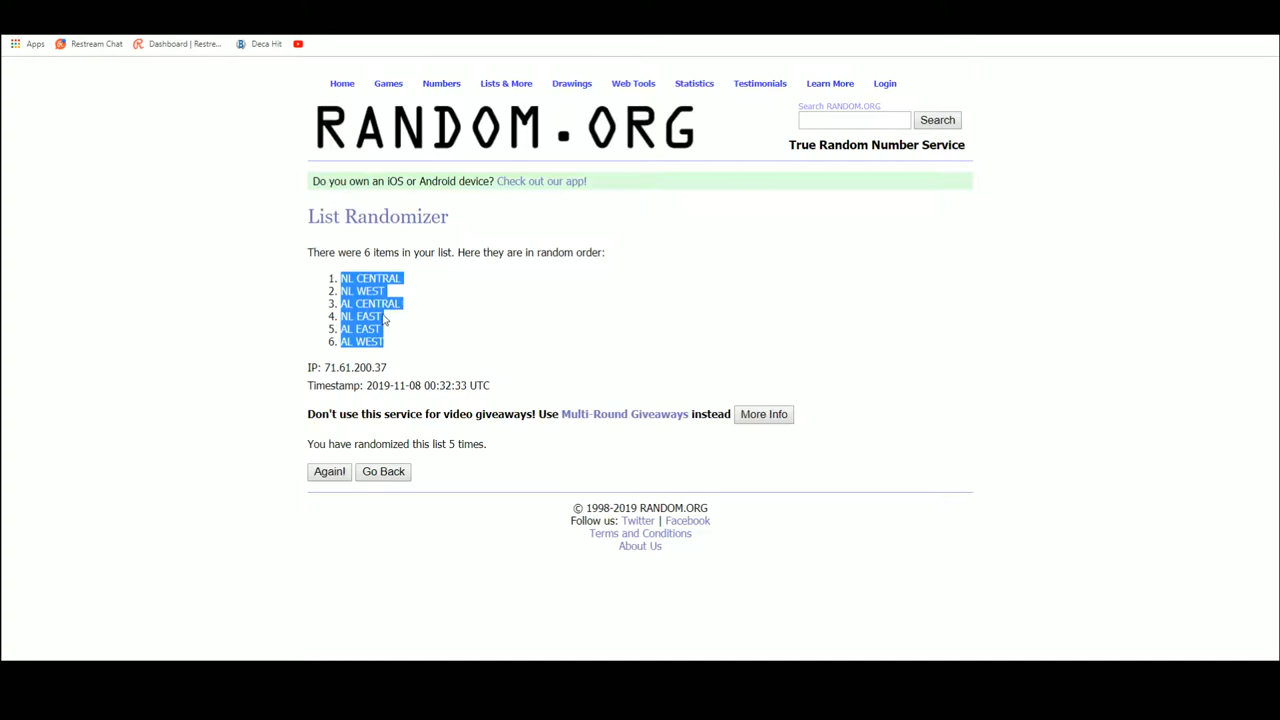 Apps Restream Chat Dashboard | Restre... Deca Hit
Home Games Numbers Lists & More Drawings Web Tools Statistics Testimonials Learn More Login
RANDOM.ORG
Search RANDOM.ORG
Search
True Random Number Service
Do you own an iOS or Android device? Check out our app!
List Randomizer
There were 6 items in your list. Here they are in random order:
1. NL CENTRAL
2. NL WEST
3. AL CENTRAL
4. NL EAST
5. AL EAST
6. AL WEST
IP: 71.61.200.37
Timestamp: 2019-11-08 00:32:33 UTC
Don't use this service for video giveaways! Use Multi-Round Giveaways instead More Info
You have randomized this list 5 times.
Again! Go Back
© 1998-2019 RANDOM.ORG
Follow us: Twitter | Facebook
Terms and Conditions
About Us